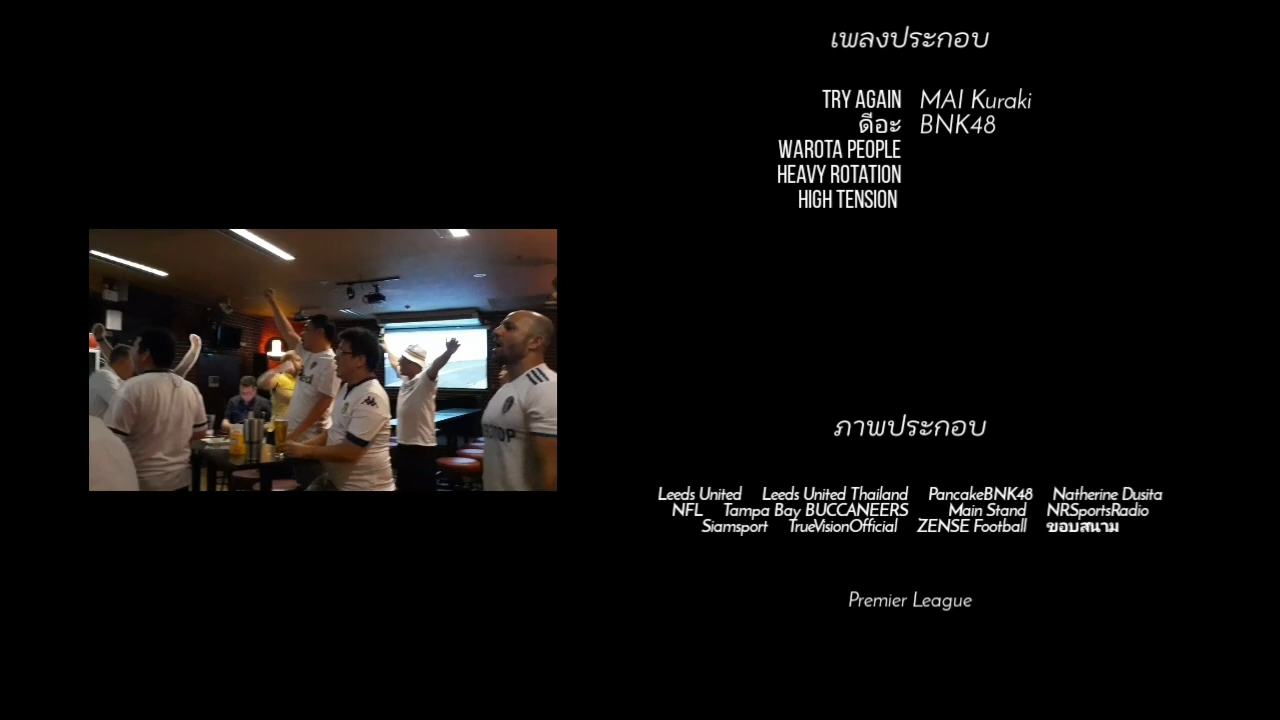 เพลงประกอบ
TRY AGAIN MAI Kuraki
ดีอะ BNK48
WAROTA PEOPLE
HEAVY ROTATION
HIGH TENSION
ภาพประกอบ
Leeds United Leeds United Thailand PancakeBNK48 Natherine Dusita
NFL Tampa Bay BUCCANEERS Main Stand NRSportsRadio
Siamsport TrueVisionOfficial ZENSE Football ขอบสนาม
Premier League